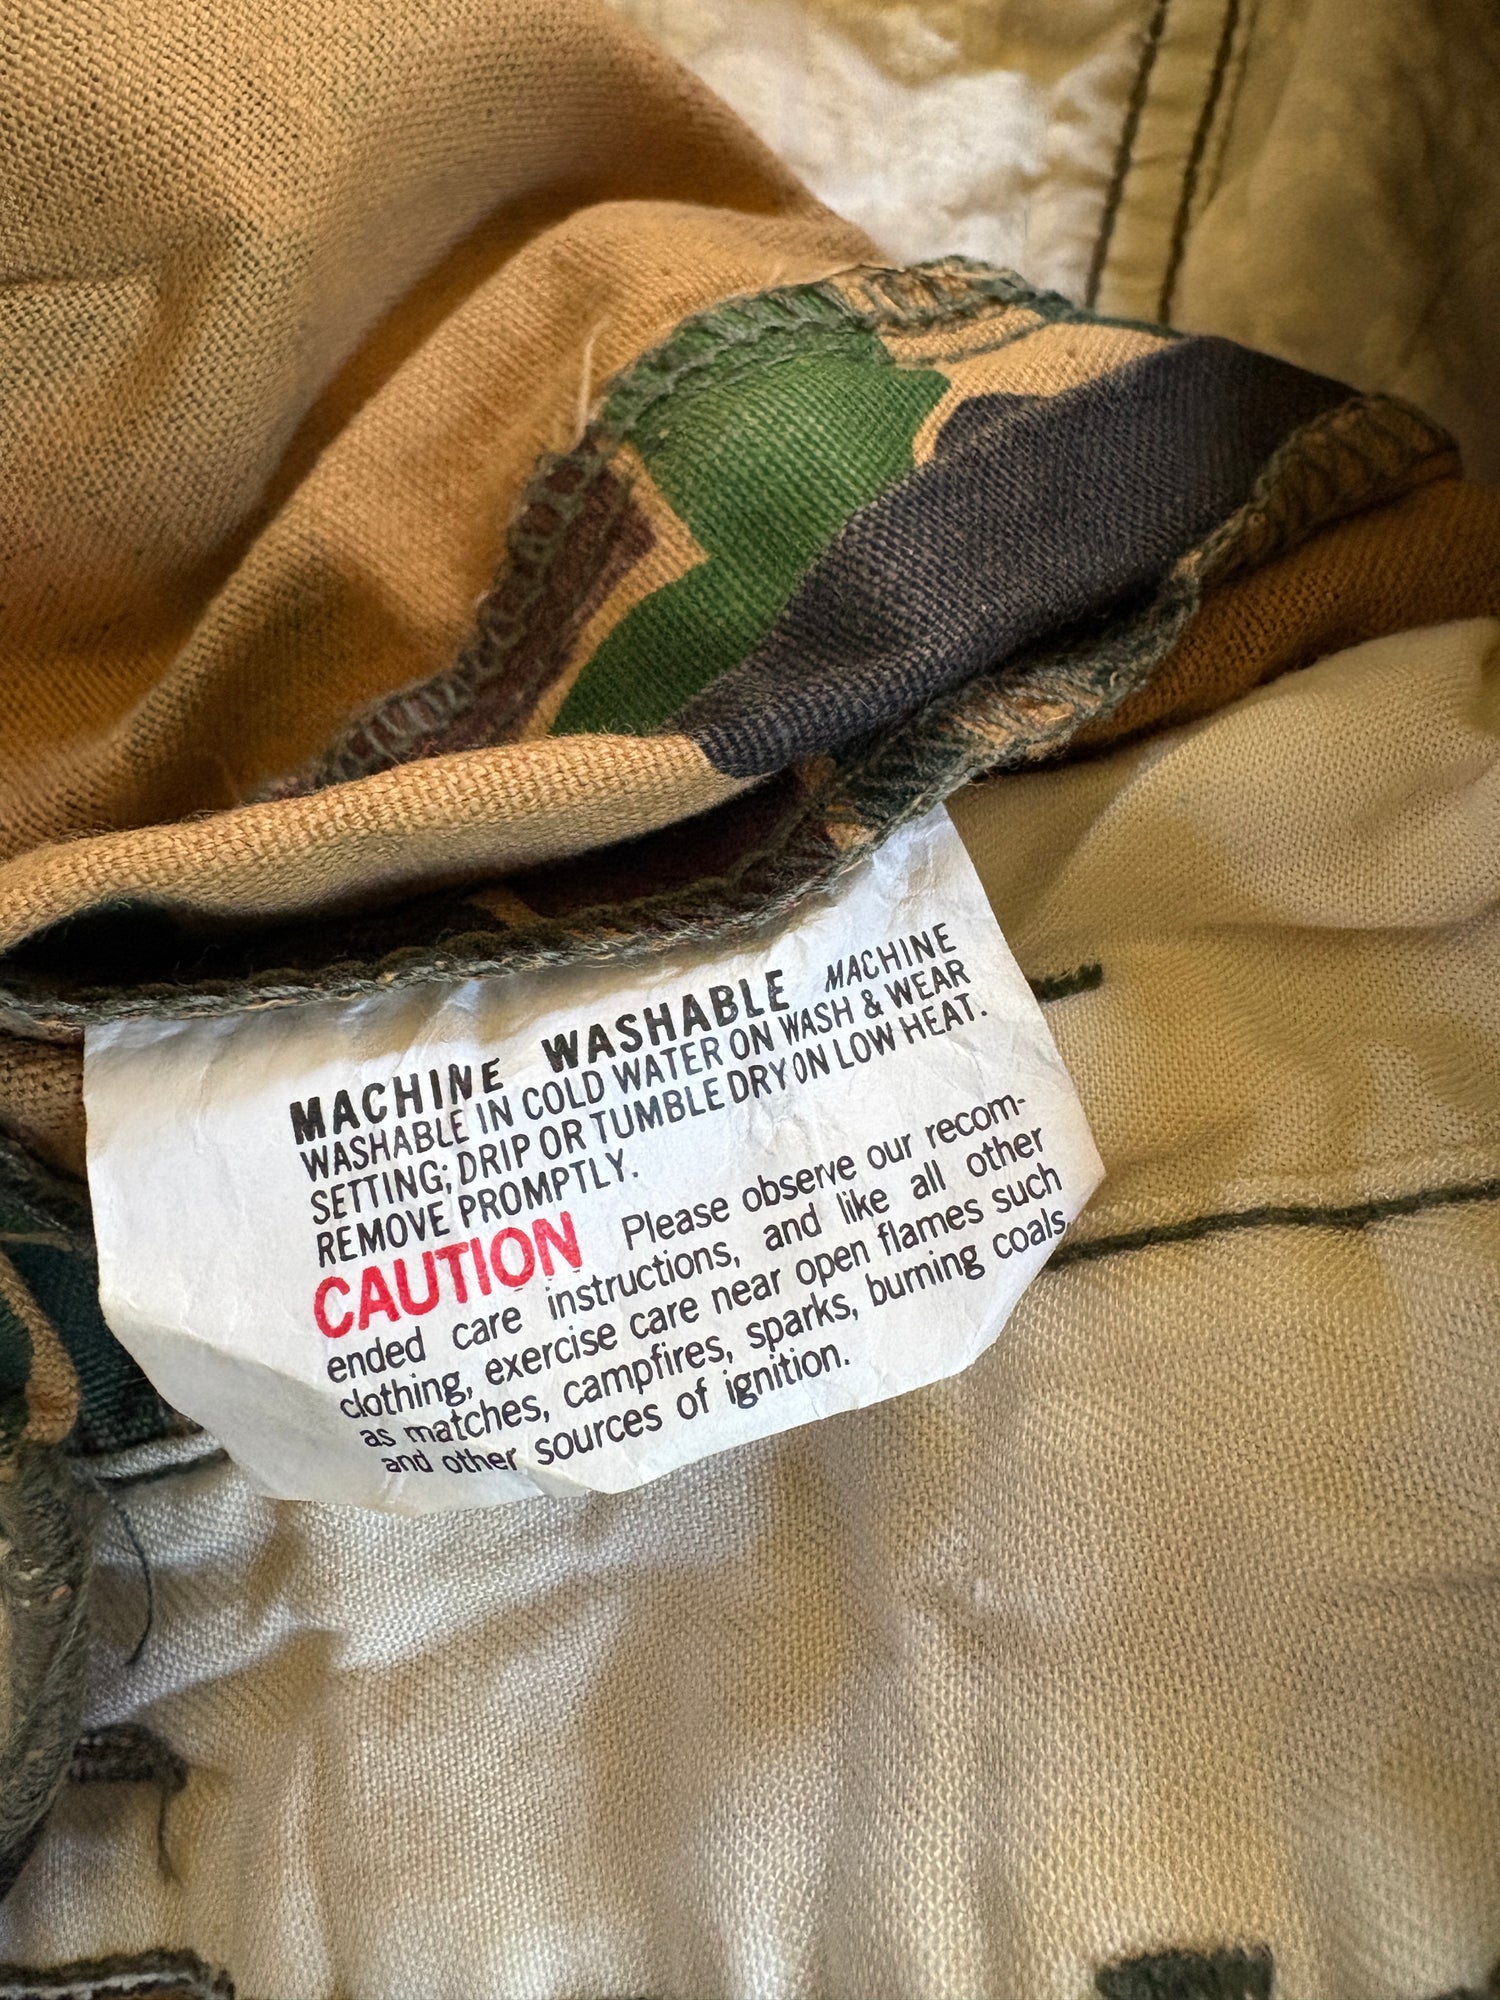 MACHINE WASHABLE MACHINE
WASHABLE IN COLD WATER ON WASH & WEAR
SETTING; DRIP OR TUMBLE DRY ON LOW HEAT.
REMOVE PROMPTLY.
CAUTION Please observe our recom-
ended care instructions, and like all other
clothing, exercise care near open flames such
as matches, campfires, sparks, burning coals,
and other sources of ignition.